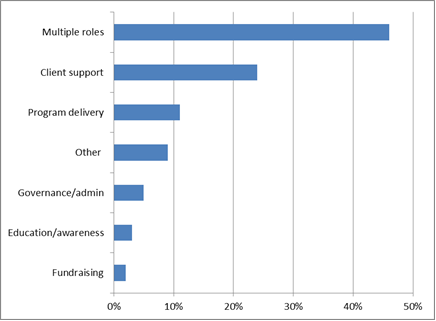 Multiple roles
Client support
Program delivery
Other
Governance/admin
Education/awareness
Fundraising
0% 10% 20% 30% 40% 50%